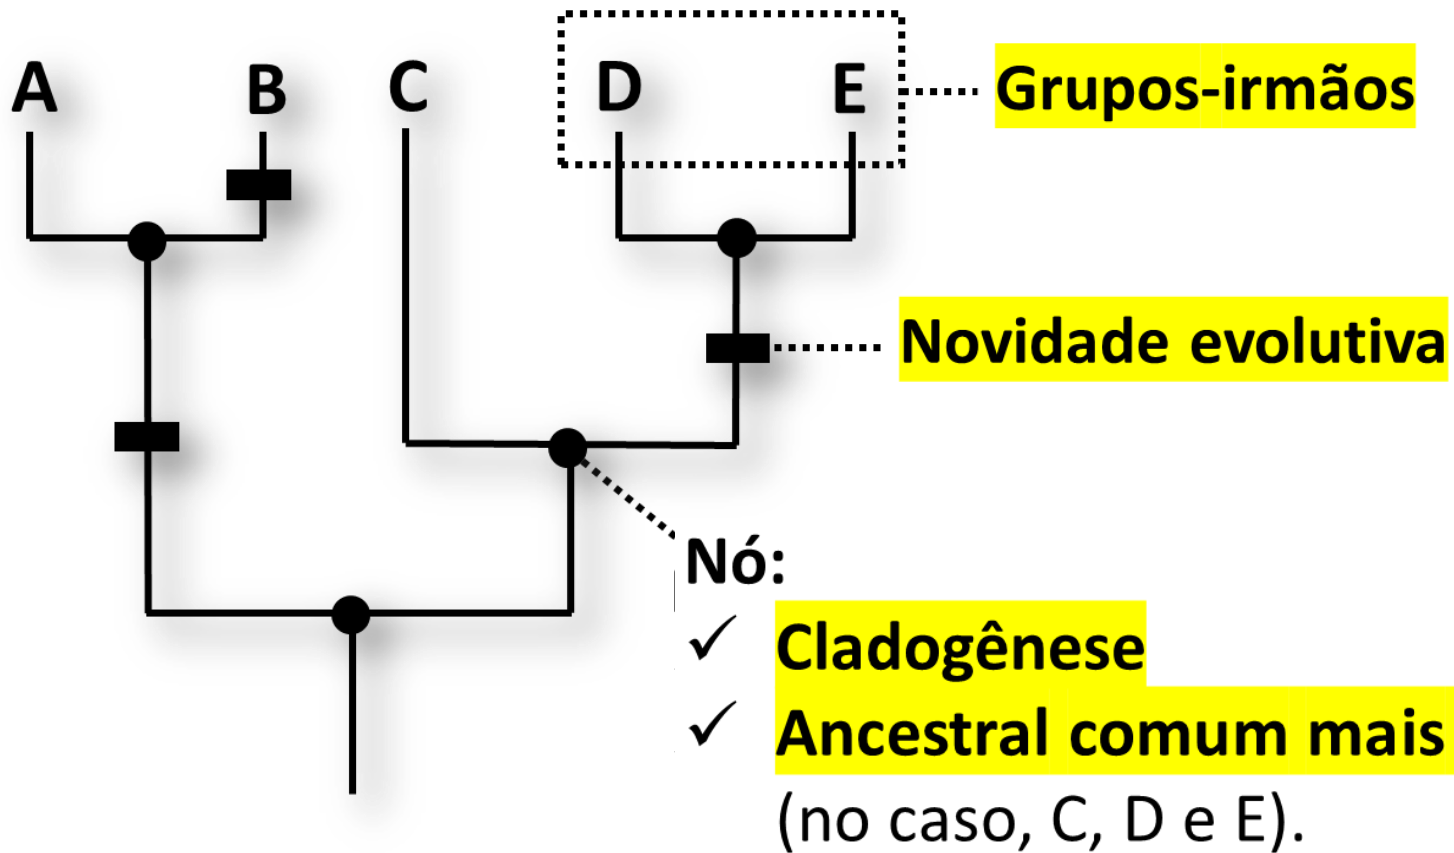 A B C D E
Grupos-irmãos
Novidade evolutiva
Nó:
✓ Cladogênese
✓ Ancestral comum mais
(no caso, C, D e E).